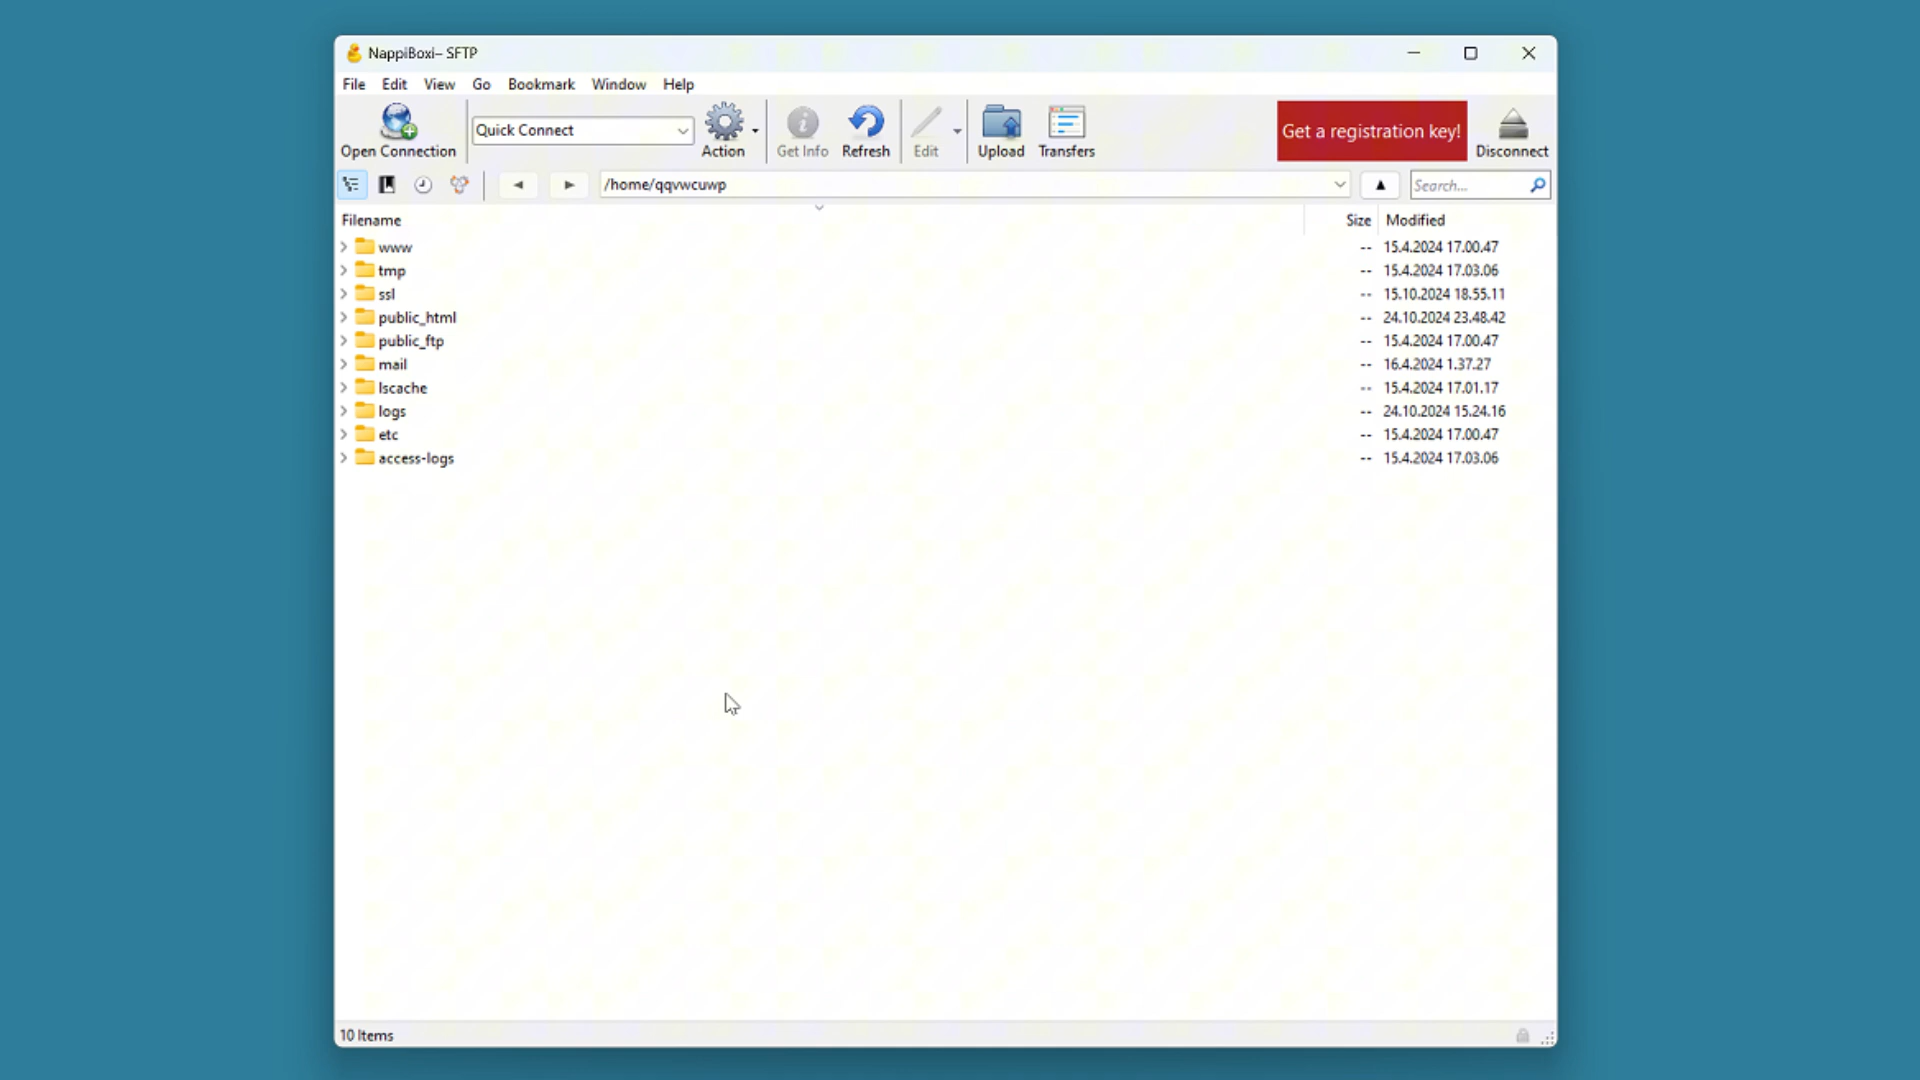 NappiBoxi– SFTP
File Edit View Go Bookmark Window Help
Open Connection
Quick Connect
Action
Get Info
Refresh
Edit
Upload
Transfers
Get a registration key!
Disconnect
/home/qqvwcuwp
Search...
Filename Size Modified
www -- 15.4.2024 17.00.47
tmp -- 15.4.2024 17.03.06
ssl -- 15.10.2024 18.55.11
public_html -- 24.10.2024 23.48.42
public_ftp -- 15.4.2024 17.00.47
mail -- 16.4.2024 1.37.27
lscache -- 15.4.2024 17.01.17
logs -- 24.10.2024 15.24.16
etc -- 15.4.2024 17.00.47
access-logs -- 15.4.2024 17.03.06
10 Items